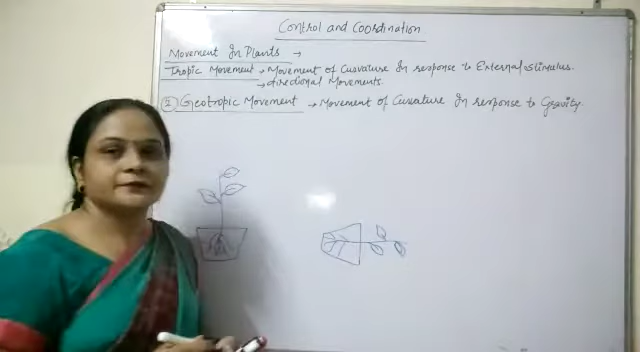 Control and Coordination
Movement In Plants →
Tropic Movement → Movement of Curvature In response to External stimulus.
→ directional Movements.
① Geotropic Movement → Movement of Curvature In response to Gravity.